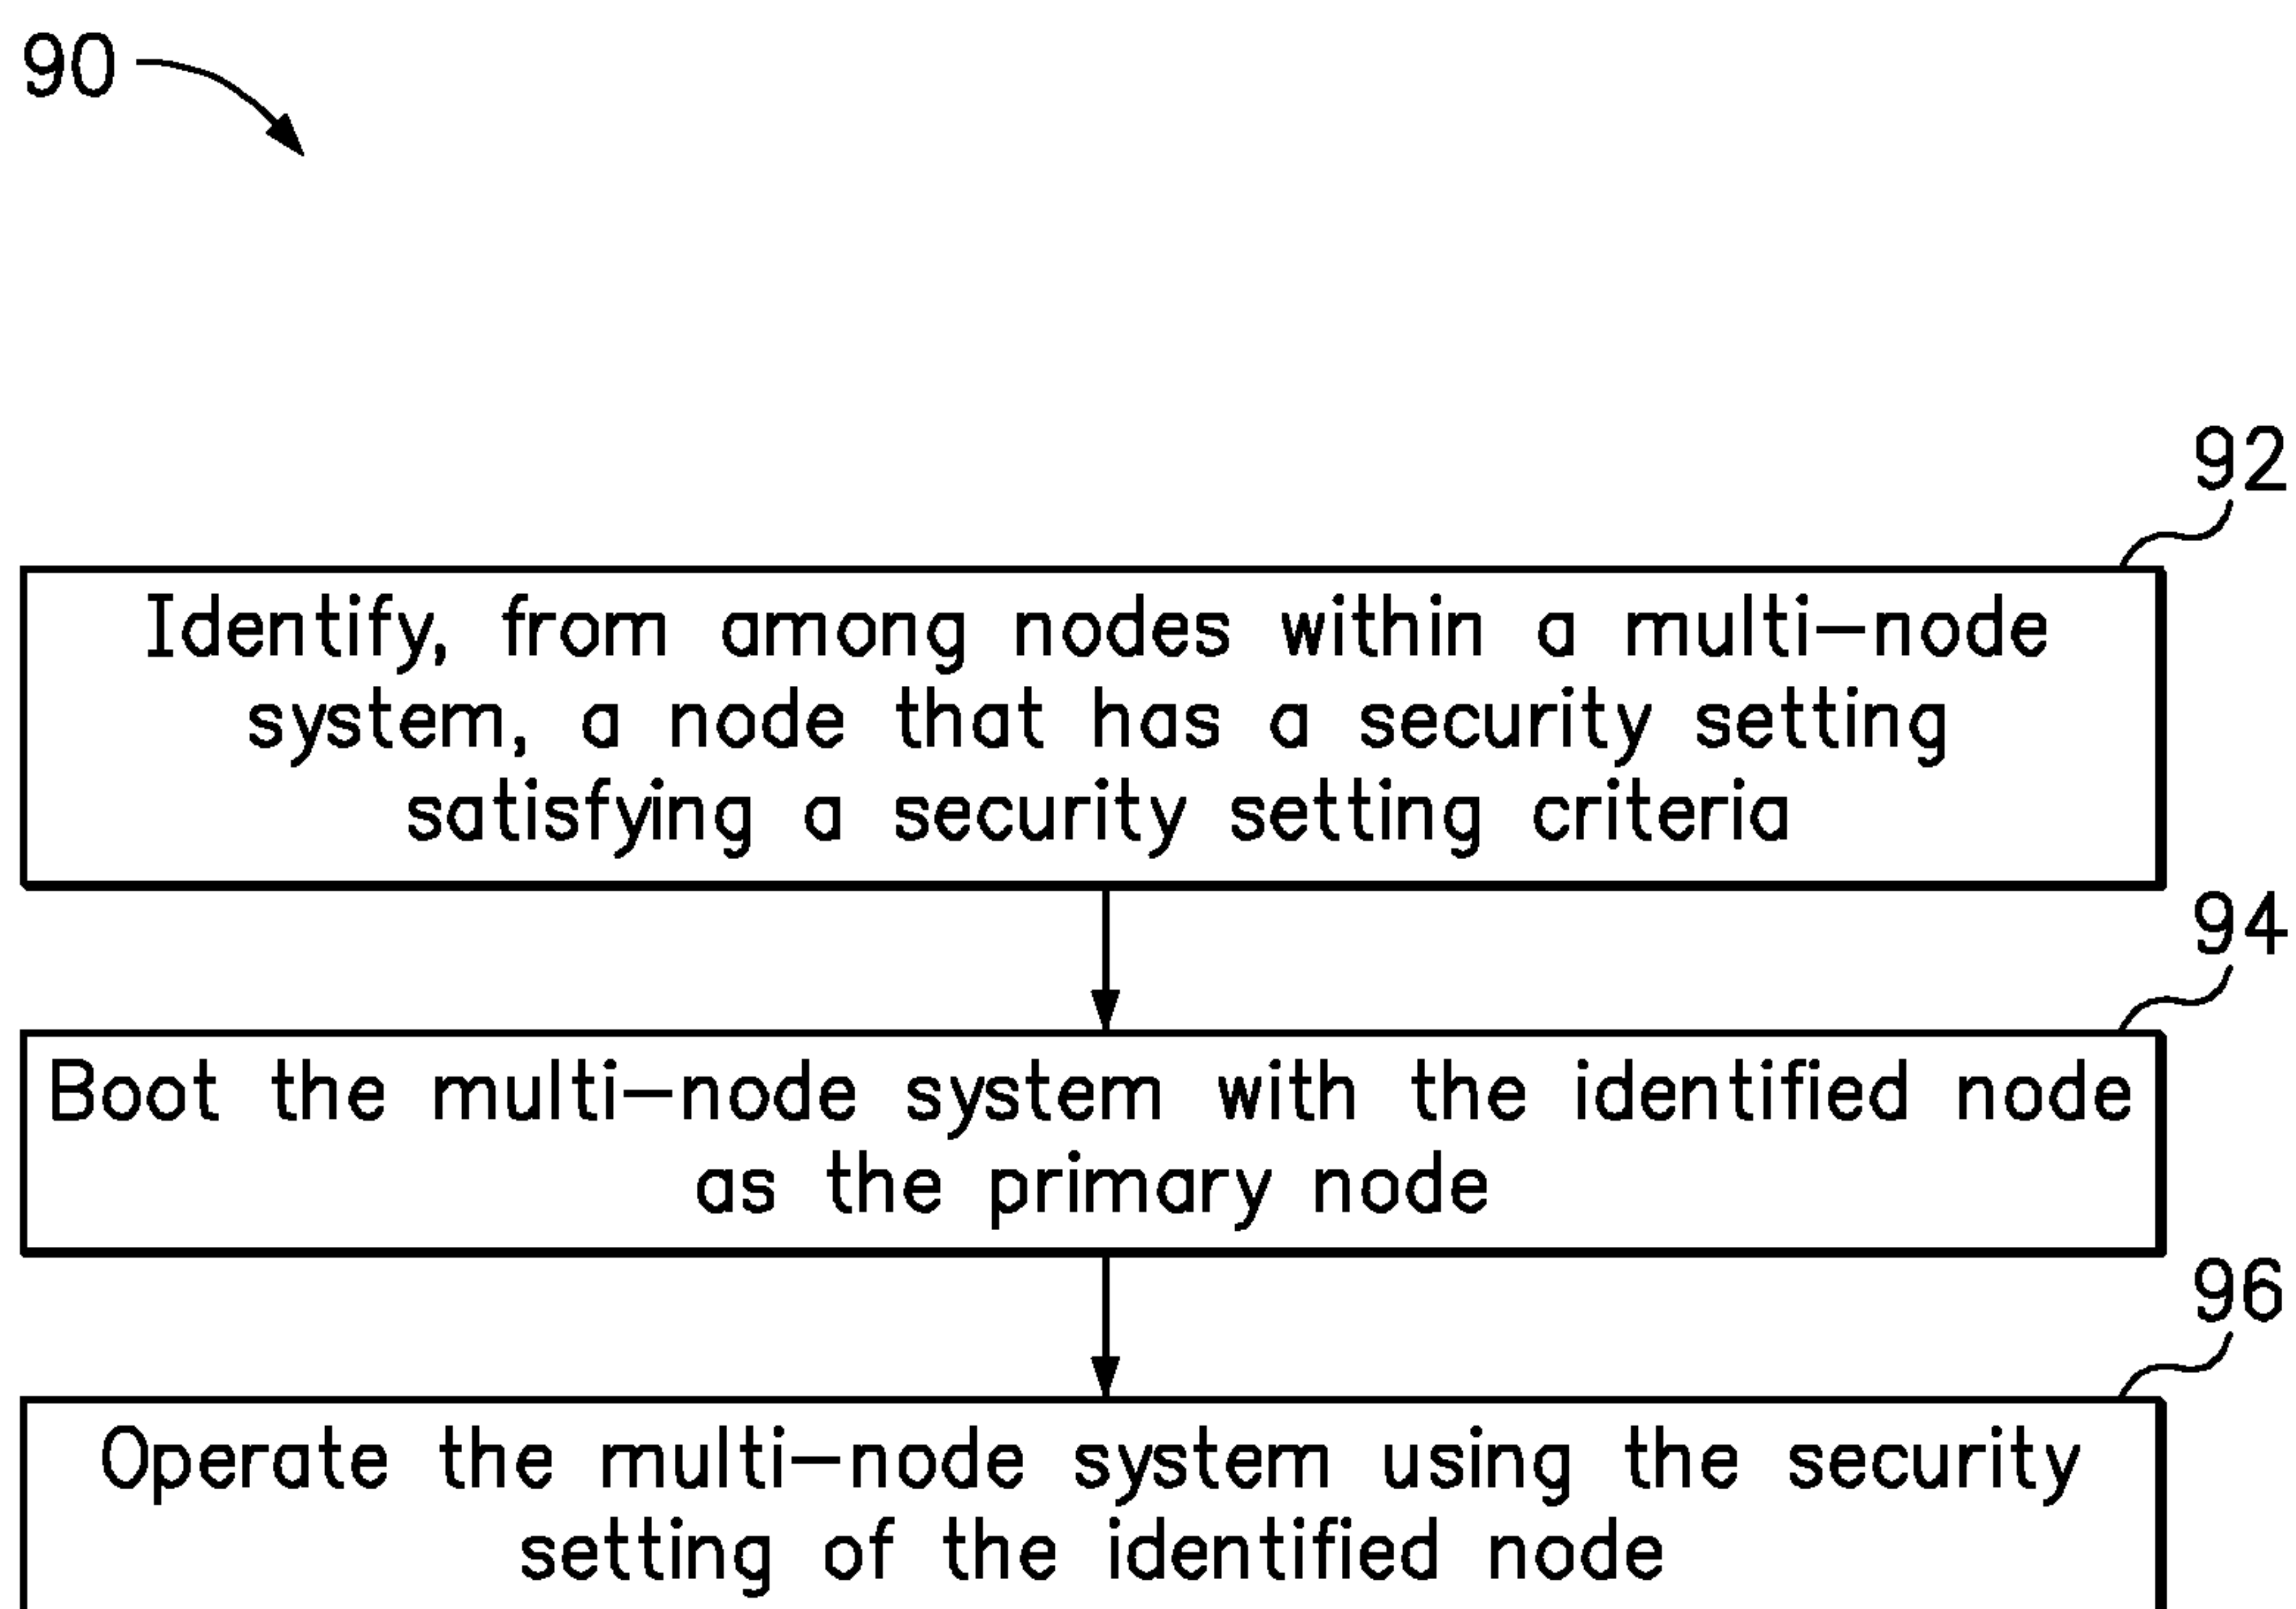 90
92
Identify, from among nodes within a multi-node
system, a node that has a security setting
satisfying a security setting criteria
94
Boot the multi-node system with the identified node
as the primary node
96
Operate the multi-node system using the security
setting of the identified node